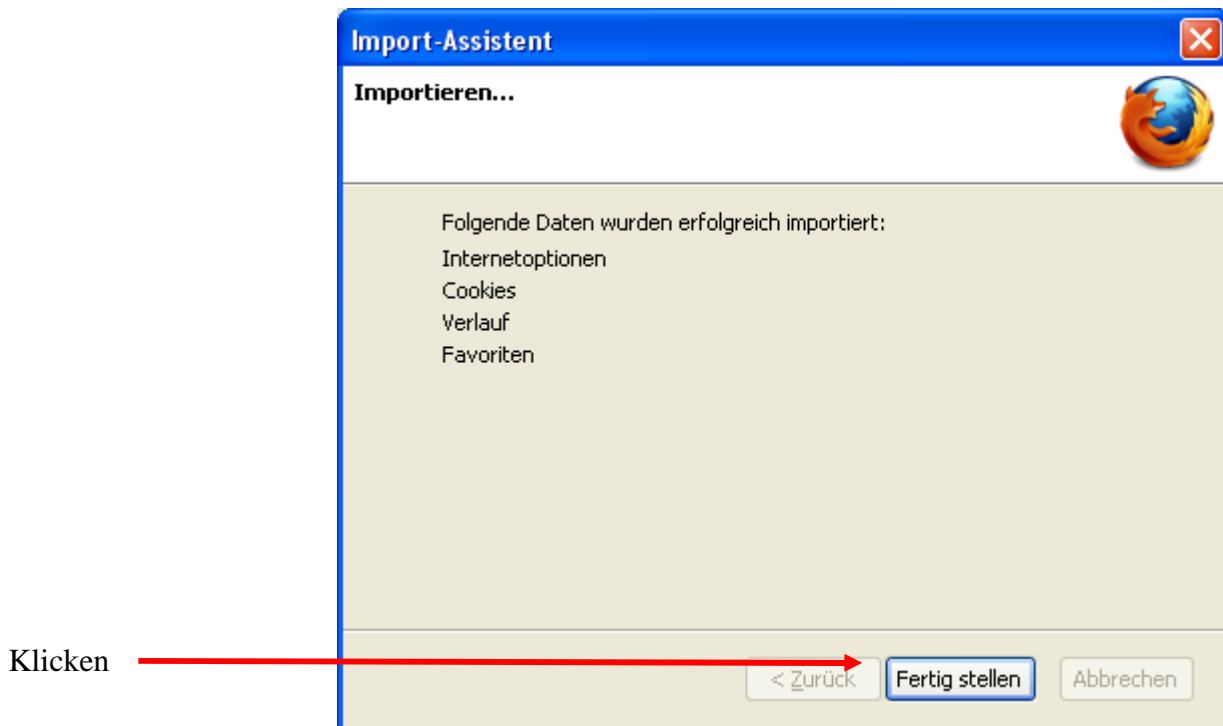 Import-Assistent
Importieren...
Folgende Daten wurden erfolgreich importiert:
Internetoptionen
Cookies
Verlauf
Favoriten
Klicken
< Zurück Fertig stellen Abbrechen